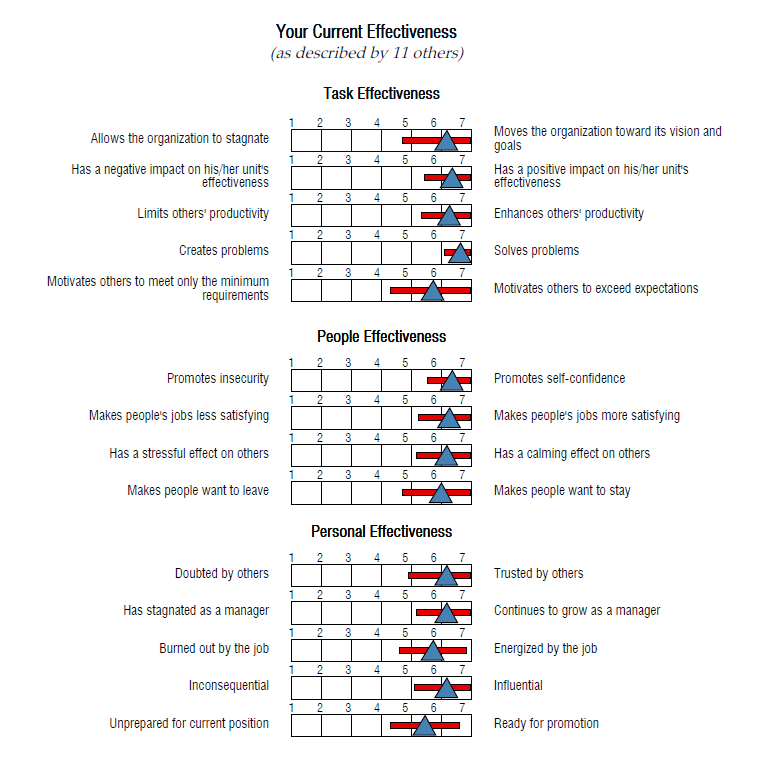 Your Current Effectiveness
(as described by 11 others)
Task Effectiveness
1 2 3 4 5 6 7
Allows the organization to stagnate
Moves the organization toward its vision and
goals
1 2 3 4 5 6 7
Has a negative impact on his/her unit's
effectiveness
Has a positive impact on his/her unit's
effectiveness
1 2 3 4 5 6 7
Limits others' productivity
Enhances others' productivity
1 2 3 4 5 6 7
Creates problems
Solves problems
1 2 3 4 5 6 7
Motivates others to meet only the minimum
requirements
Motivates others to exceed expectations
People Effectiveness
1 2 3 4 5 6 7
Promotes insecurity
Promotes self-confidence
1 2 3 4 5 6 7
Makes people's jobs less satisfying
Makes people's jobs more satisfying
1 2 3 4 5 6 7
Has a stressful effect on others
Has a calming effect on others
1 2 3 4 5 6 7
Makes people want to leave
Makes people want to stay
Personal Effectiveness
1 2 3 4 5 6 7
Doubted by others
Trusted by others
1 2 3 4 5 6 7
Has stagnated as a manager
Continues to grow as a manager
1 2 3 4 5 6 7
Burned out by the job
Energized by the job
1 2 3 4 5 6 7
Inconsequential
Influential
1 2 3 4 5 6 7
Unprepared for current position
Ready for promotion